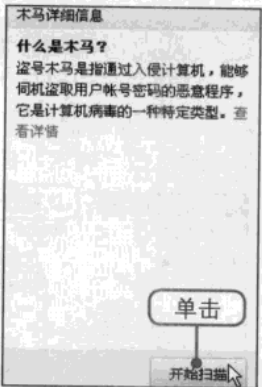 木马详细信息
什么是木马？
盗号木马是指通过入侵计算机，能够
伺机盗取用户帐号密码的恶意程序，
它是计算机病毒的一种特定类型。查
看详情
单击
开始扫描